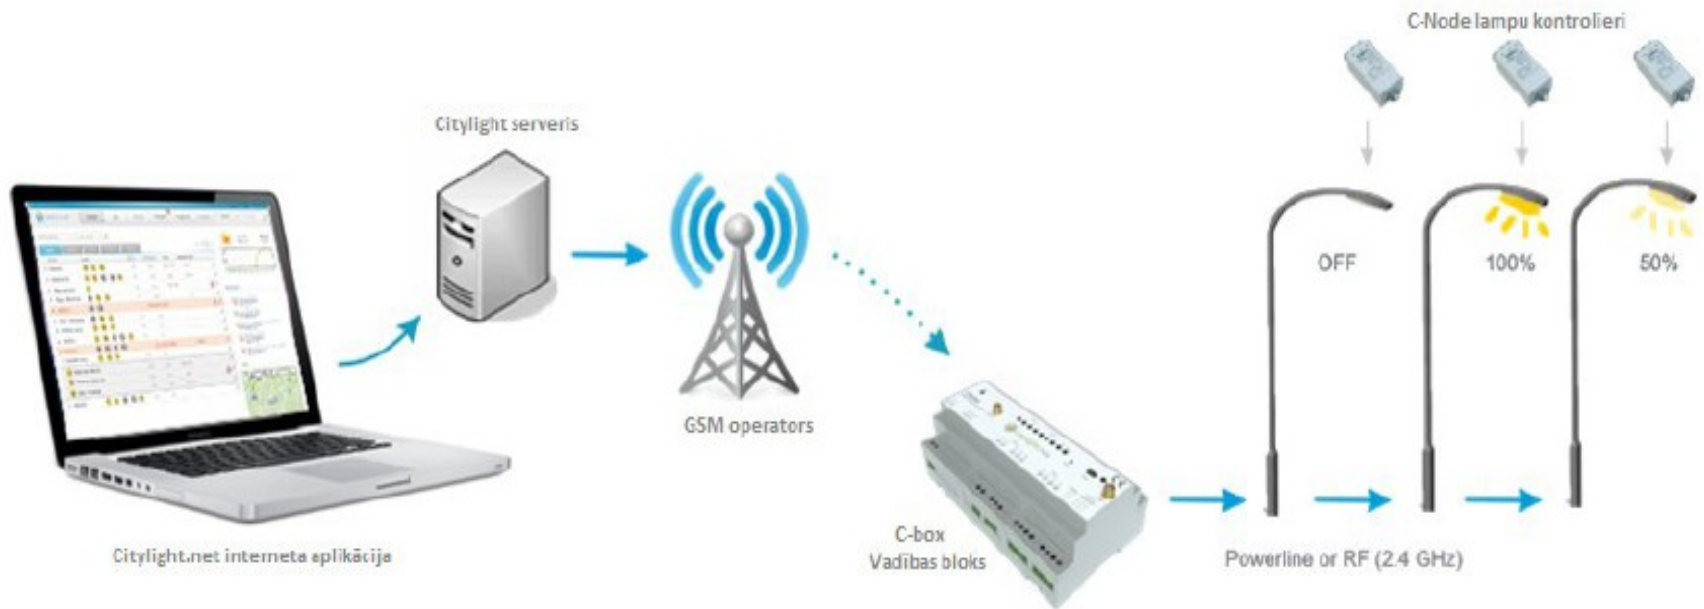 C-Node lampu kontrolieri
Citylight serveris
OFF
100%
50%
GSM operators
C-box
Vadības bloks
Powerline or RF (2.4 GHz)
Citylight.net interneta aplikācija